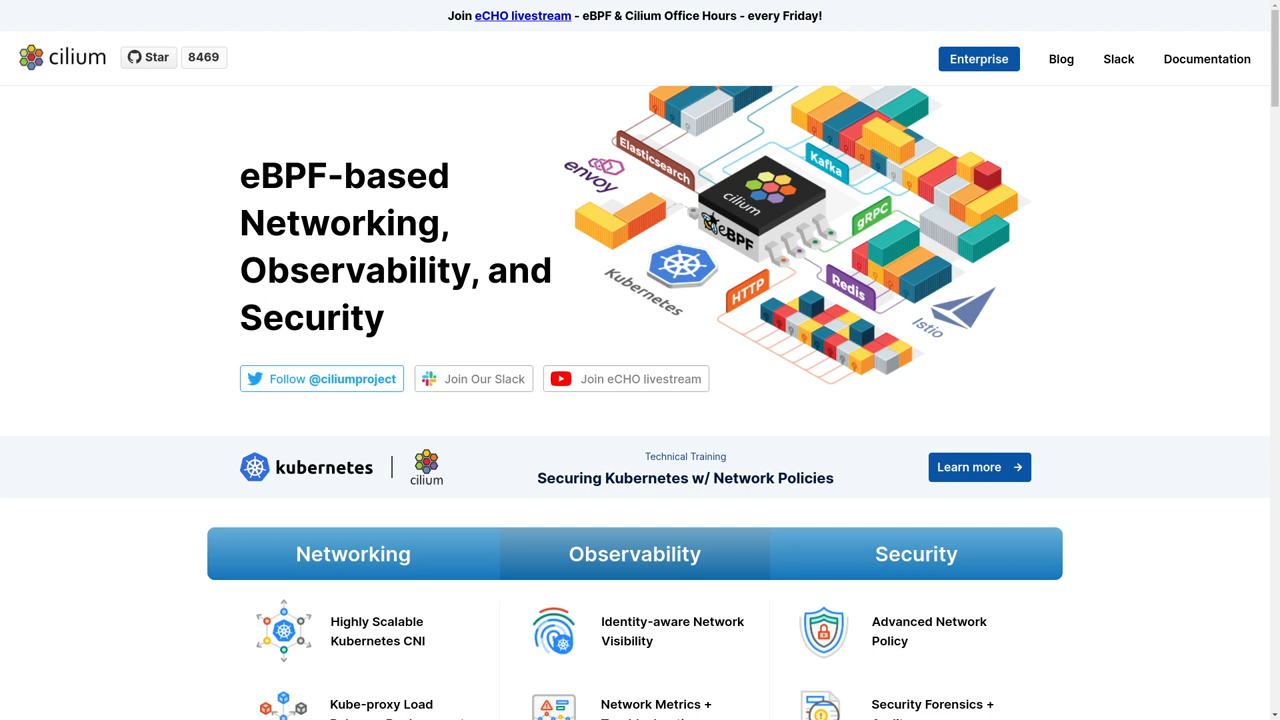 Join eCHO livestream - eBPF & Cilium Office Hours - every Friday!
cilium
Star
8469
Enterprise
Blog
Slack
Documentation
eBPF-based
Networking,
Observability, and
Security
Elasticsearch
envoy
Kafka
cilium
eBPF
gRPC
Kubernetes
HTTP
Redis
Istio
Follow @ciliumproject
Join Our Slack
Join eCHO livestream
kubernetes
cilium
Technical Training
Securing Kubernetes w/ Network Policies
Learn more
Networking
Observability
Security
Highly Scalable
Kubernetes CNI
Identity-aware Network
Visibility
Advanced Network
Policy
Kube-proxy Load
Network Metrics +
Security Forensics +